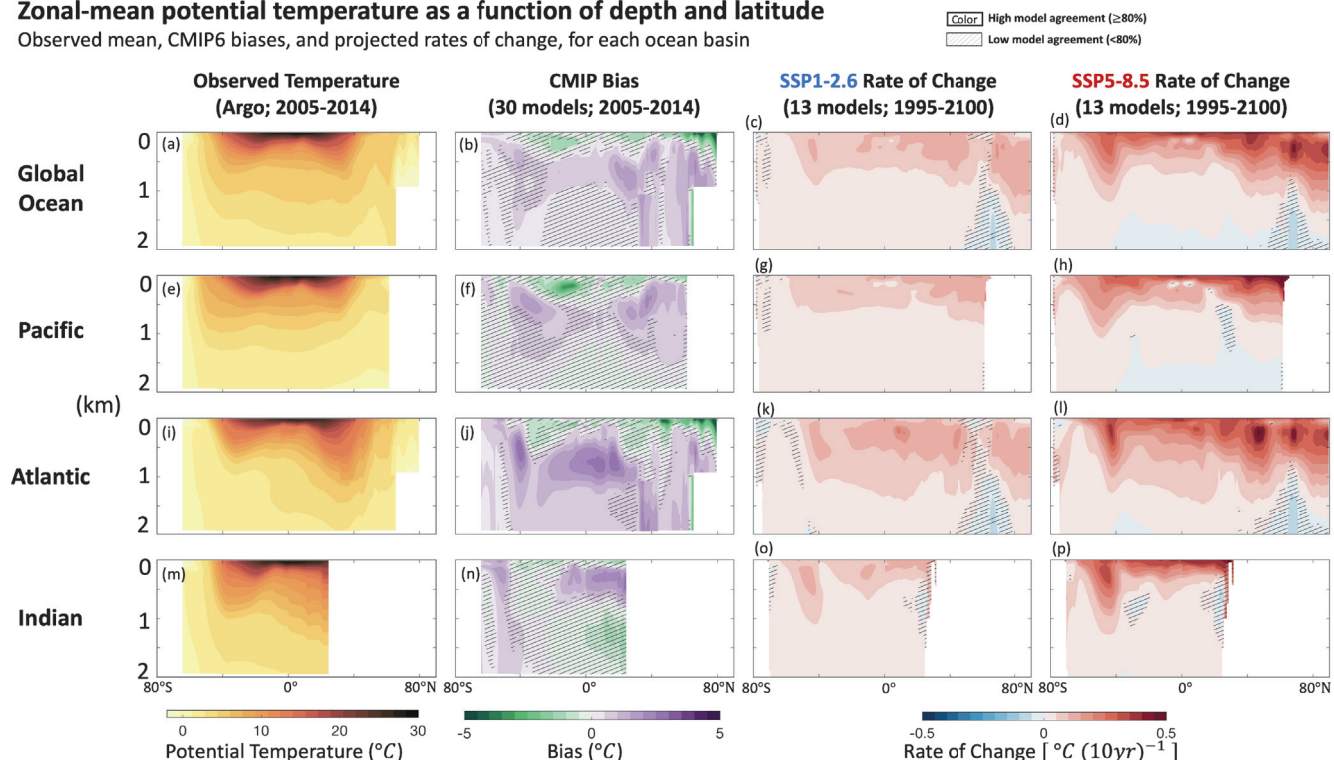 Zonal-mean potential temperature as a function of depth and latitude
Observed mean, CMIP6 biases, and projected rates of change, for each ocean basin
Color High model agreement (≥80%)
Low model agreement (<80%)
Observed Temperature
(Argo; 2005-2014)
CMIP Bias
(30 models; 2005-2014)
SSP1-2.6 Rate of Change
(13 models; 1995-2100)
SSP5-8.5 Rate of Change
(13 models; 1995-2100)
Global
Ocean
0
1
2
(a)
(b)
(c)
(d)
Pacific
0
1
2
(e)
(f)
(g)
(h)
(km)
Atlantic
0
1
2
(i)
(j)
(k)
(l)
Indian
0
1
2
(m)
(n)
(o)
(p)
80°S 0° 80°N
80°S 0° 80°N
80°S 0° 80°N
80°S 0° 80°N
0 10 20 30
Potential Temperature (°C)
-5 0 5
Bias (°C)
-0.5 0 0.5
Rate of Change [ °C (10yr)⁻¹ ]